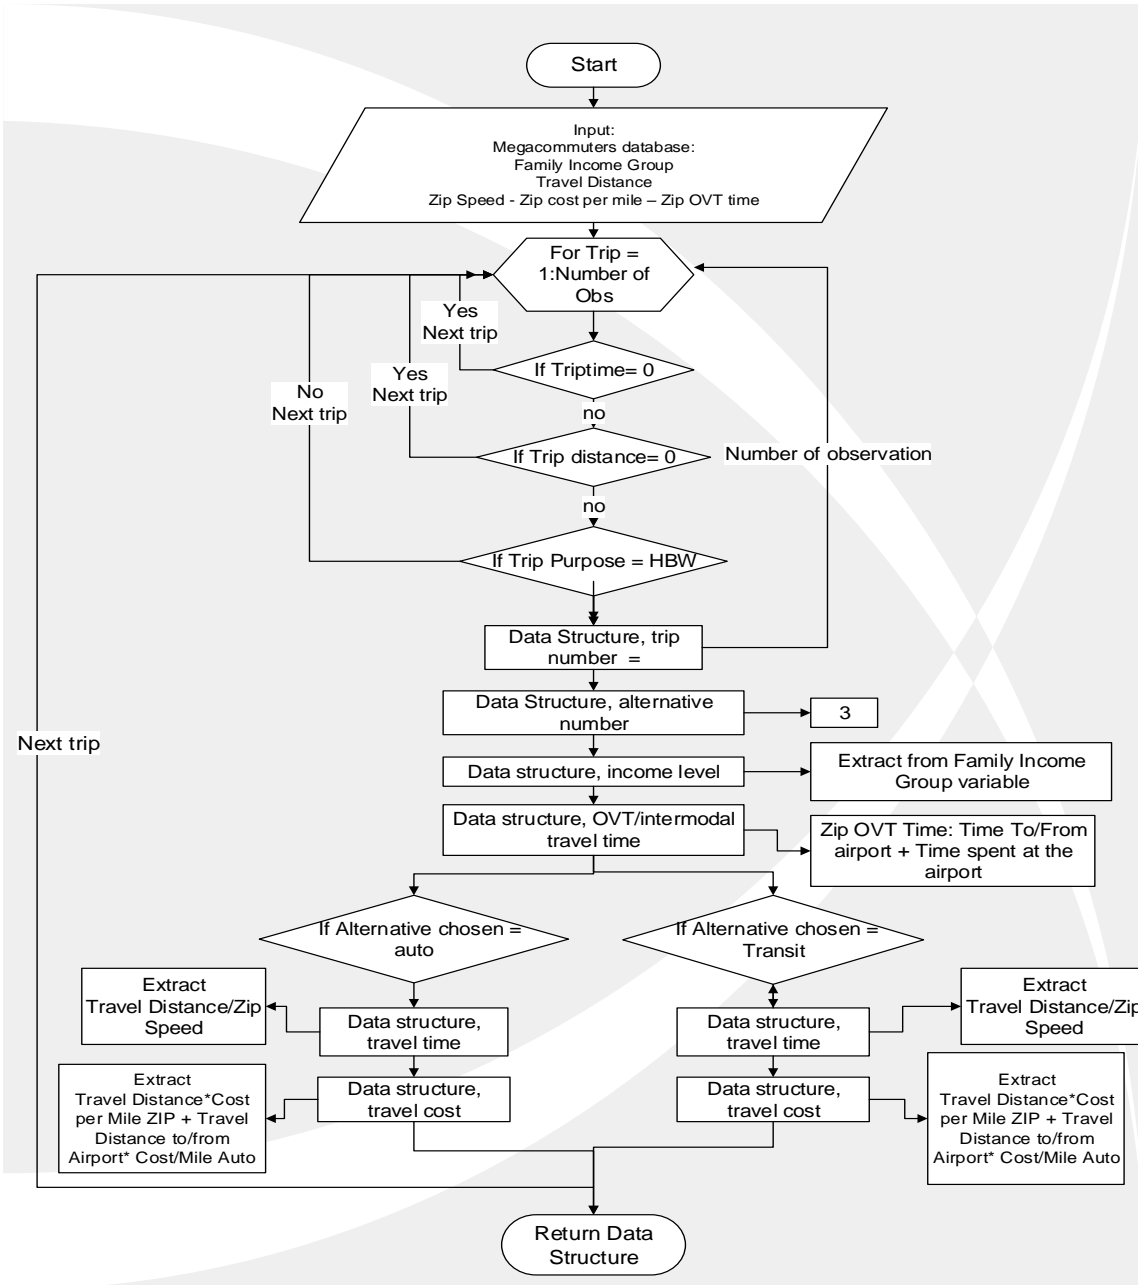 Start
Input:
Megacommuters database:
Family Income Group
Travel Distance
Zip Speed - Zip cost per mile – Zip OVT time
For Trip =
1:Number of
Obs
Yes
Next trip
If Triptime= 0
Yes
Next trip
No
Next trip
no
If Trip distance= 0
Number of observation
no
If Trip Purpose = HBW
Data Structure, trip
number =
Data Structure, alternative
number
3
Next trip
Data structure, income level
Extract from Family Income
Group variable
Data structure, OVT/intermodal
travel time
Zip OVT Time: Time To/From
airport + Time spent at the
airport
If Alternative chosen =
auto
If Alternative chosen =
Transit
Extract
Travel Distance/Zip
Speed
Data structure,
travel time
Data structure,
travel time
Extract
Travel Distance/Zip
Speed
Extract
Travel Distance*Cost
per Mile ZIP + Travel
Distance to/from
Airport* Cost/Mile Auto
Data structure,
travel cost
Data structure,
travel cost
Extract
Travel Distance*Cost
per Mile ZIP + Travel
Distance to/from
Airport* Cost/Mile Auto
Return Data
Structure